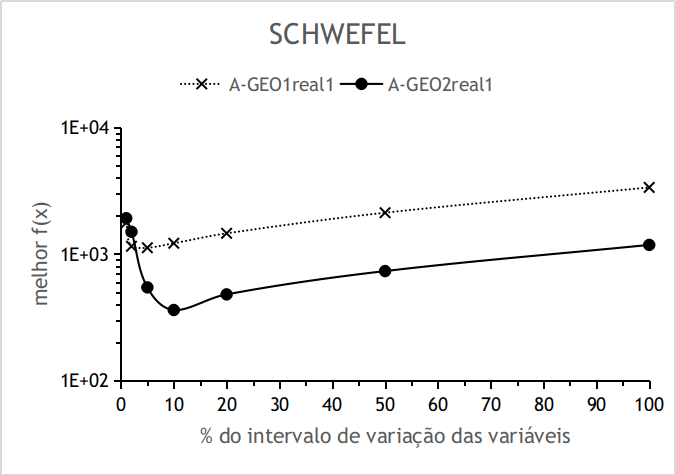 SCHWEFEL
A-GEO1real1 A-GEO2real1
1E+04
1E+03
1E+02
melhor f(x)
0 10 20 30 40 50 60 70 80 90 100
% do intervalo de variação das variáveis